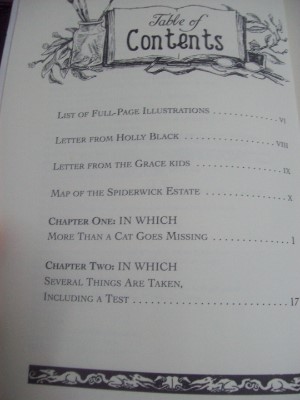 Table of
Contents
List of Full-Page Illustrations . . . . . . . . . . . . vi
Letter from Holly Black . . . . . . . . . . . . . . . . viii
Letter from the Grace kids . . . . . . . . . . . . . . ix
Map of the Spiderwick Estate . . . . . . . . . . . . x
Chapter One: IN WHICH
More Than a Cat Goes Missing . . . . . . . . . . . . 1
Chapter Two: IN WHICH
Several Things Are Taken,
Including a Test . . . . . . . . . . . . . . . . . . . . 17